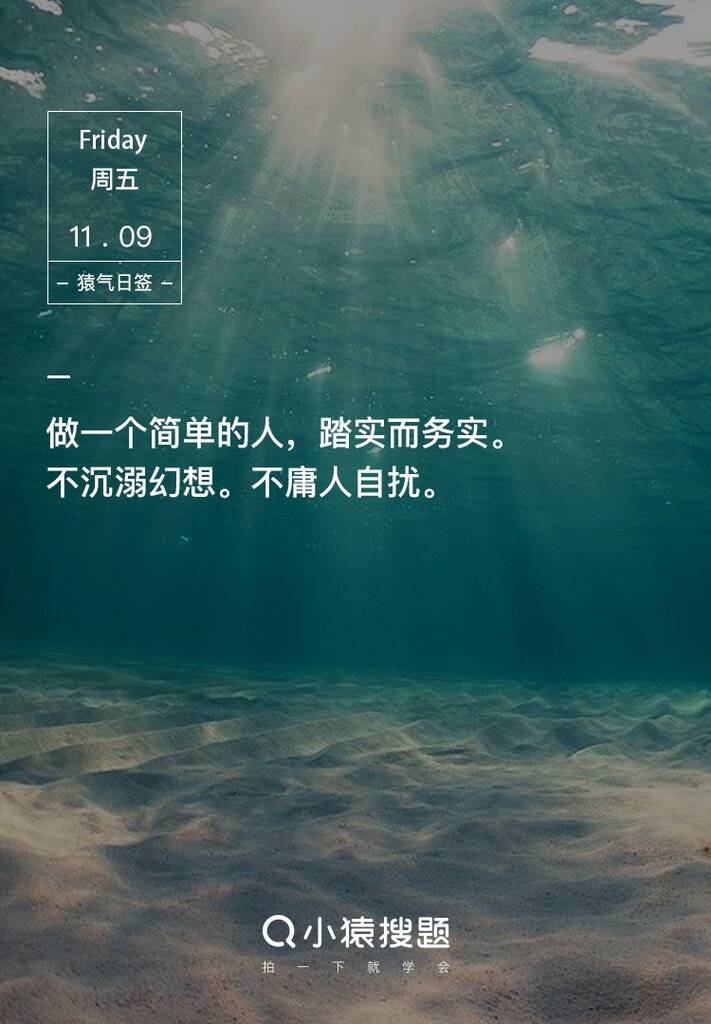 Friday
周五
11 . 09
– 猿气日签 –
做一个简单的人，踏实而务实。
不沉溺幻想。不庸人自扰。
小猿搜题
拍一下就学会